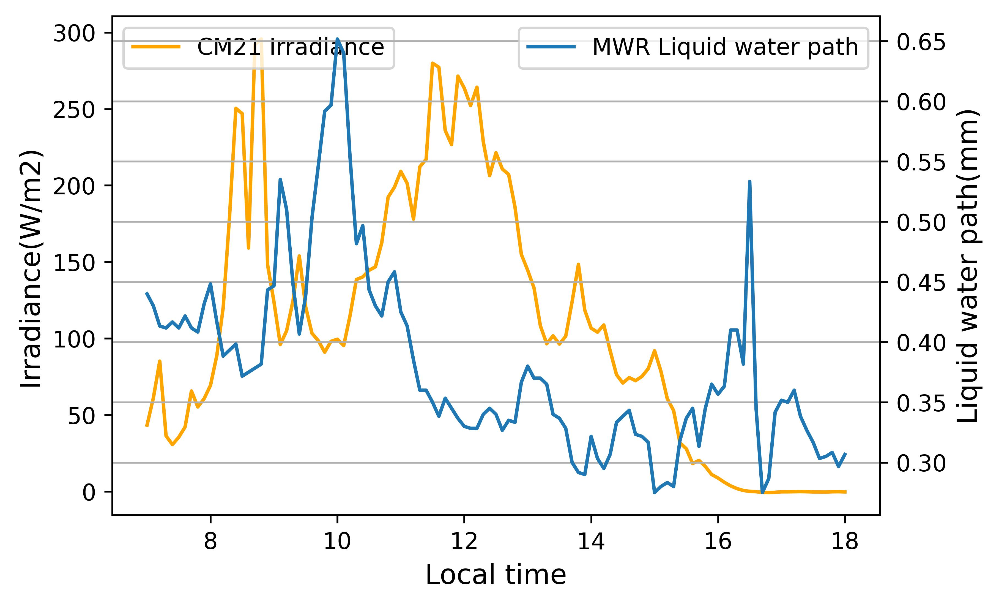 CM21 Irradiance
MWR Liquid water path
300
250
200
150
100
50
0
Irradiance(W/m2)
0.65
0.60
0.55
0.50
0.45
0.40
0.35
0.30
Liquid water path(mm)
8 10 12 14 16 18
Local time